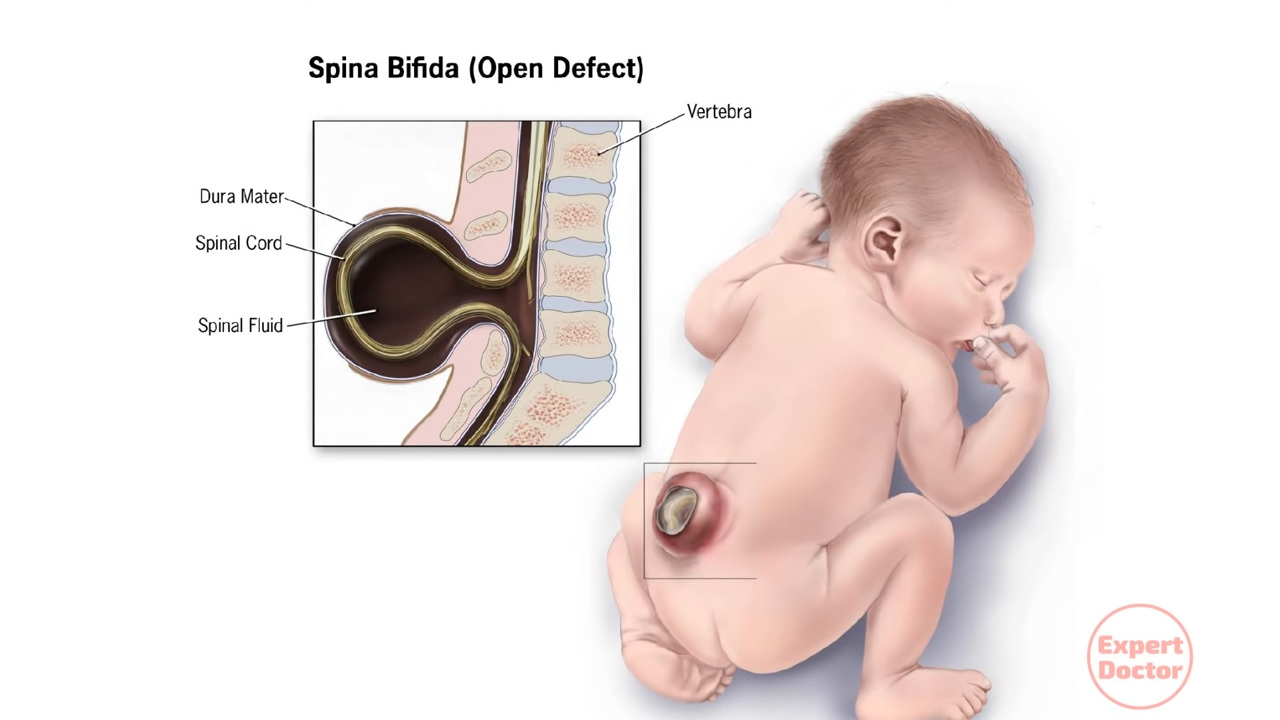 Spina Bifida (Open Defect)
Vertebra
Dura Mater
Spinal Cord
Spinal Fluid
Expert
Doctor